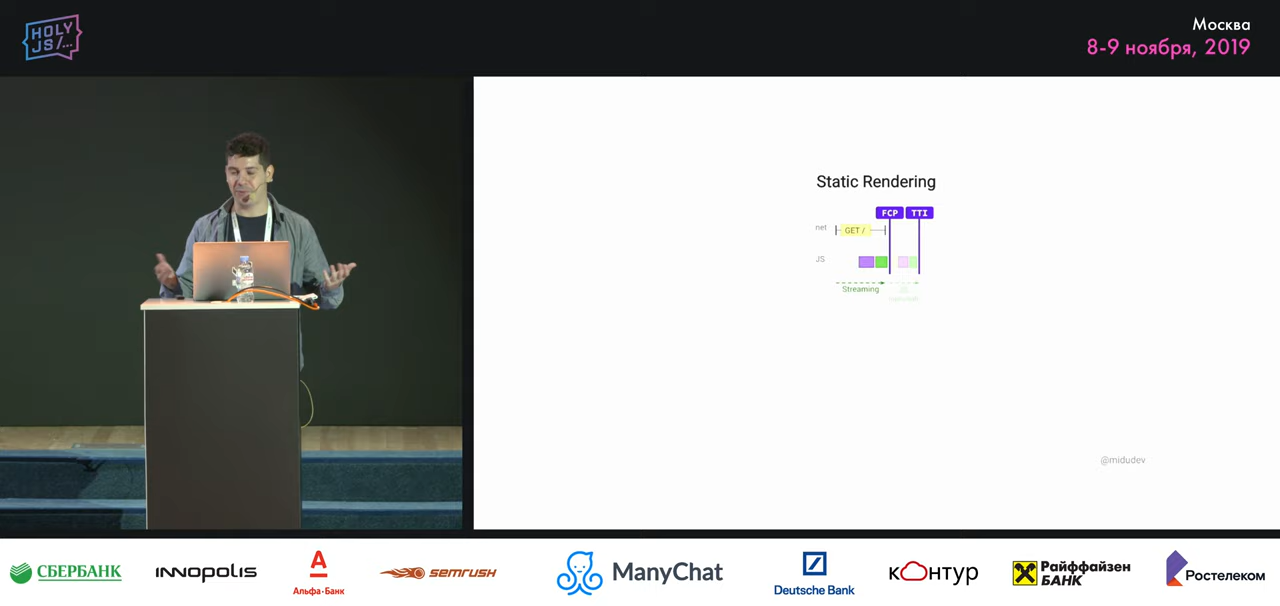 HOLY
JS/...
Москва
8-9 ноября, 2019
Static Rendering
FCP TTI
net
GET /
JS
Streaming
@midudev
СБЕРБАНК
INNOPOLIS
А
Альфа·Банк
semrush
ManyChat
Deutsche Bank
контур
Райффайзен
БАНК
Ростелеком